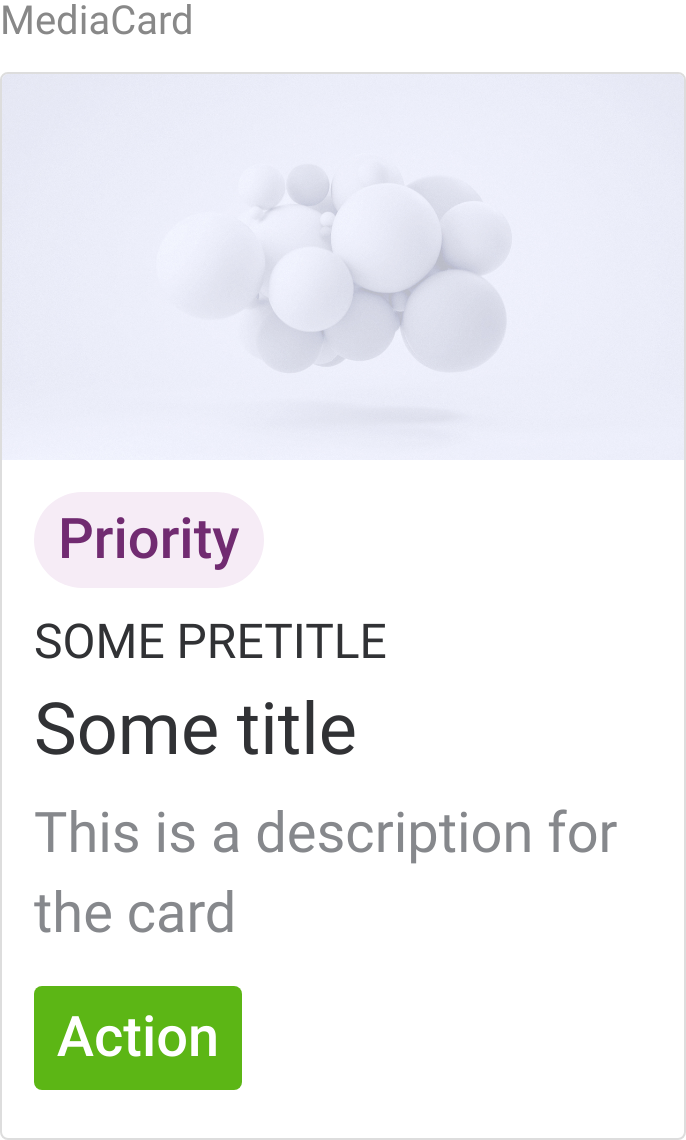 MediaCard
Priority
SOME PRETITLE
Some title
This is a description for
the card
Action